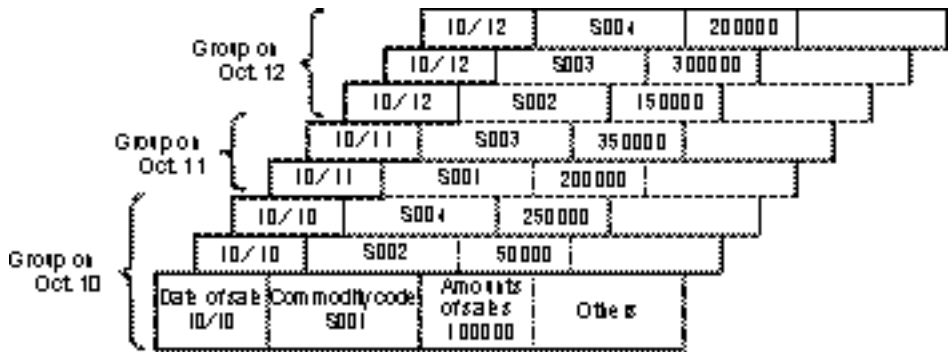 10/12 S004 200000
Group on
Oct. 12
10/12 S003 300000
10/12 S002 150000
Group on
Oct. 11
10/11 S003 350000
10/11 S001 200000
10/10 S004 250000
Group on
Oct. 10
10/10 S002 50000
Date of sale
10/10
Commodity code
S001
Amounts
of sales
100000
Others